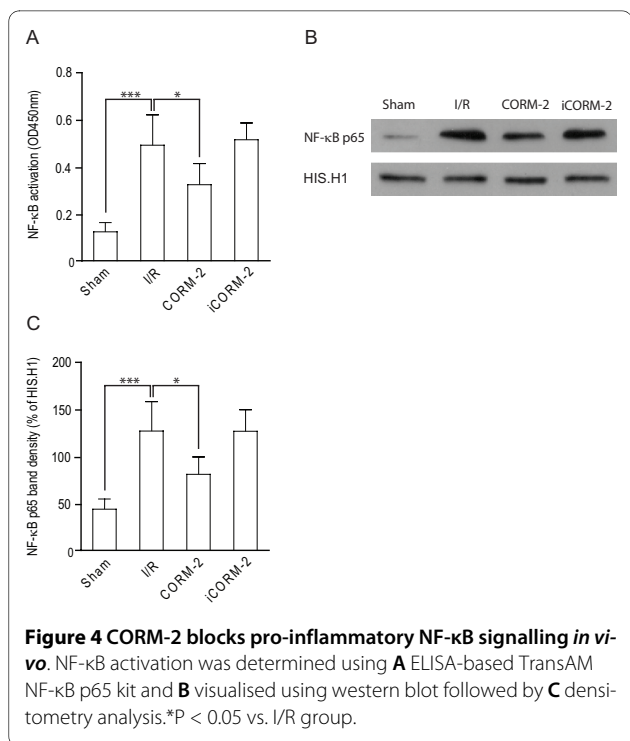 A
NF-κB activation (OD450nm)
0.8
0.6
0.4
0.2
0
***
*
Sham
I/R
CORM-2
iCORM-2
B
Sham I/R CORM-2 iCORM-2
NF-κB p65
HIS.H1
C
NF-κB p65 band density (% of HIS.H1)
200
150
100
50
0
***
*
Sham
I/R
CORM-2
iCORM-2
Figure 4 CORM-2 blocks pro-inflammatory NF-κB signalling in vi-
vo. NF-κB activation was determined using A ELISA-based TransAM
NF-κB p65 kit and B visualised using western blot followed by C densi-
tometry analysis.*P < 0.05 vs. I/R group.